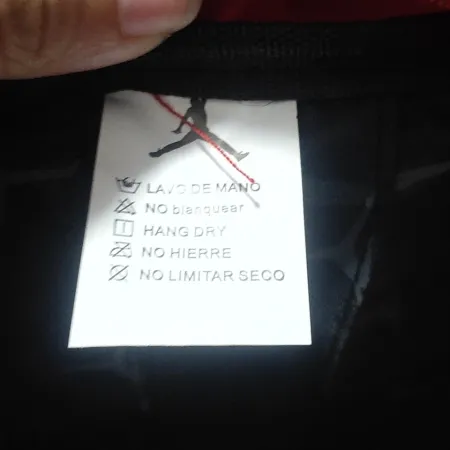 LAVO DE MANO
NO blanquear
HANG DRY
NO HIERRE
NO LIMITAR SECO